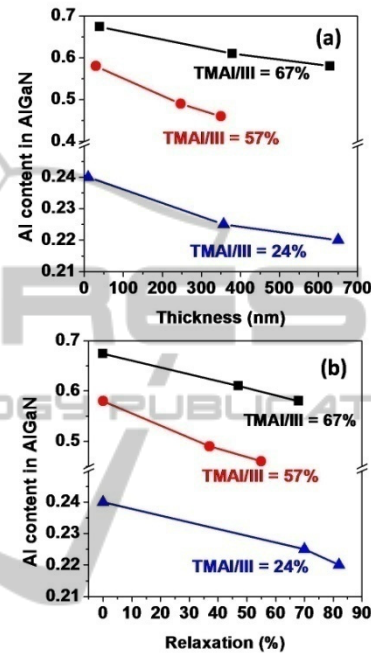 (a)
0.7
0.6
0.5
0.4
0.24
0.23
0.22
0.21
Al content in AlGaN
TMAl/III = 67%
TMAl/III = 57%
TMAl/III = 24%
0 100 200 300 400 500 600 700
Thickness (nm)
(b)
0.7
0.6
0.5
0.24
0.23
0.22
0.21
Al content in AlGaN
TMAl/III = 67%
TMAl/III = 57%
TMAl/III = 24%
0 10 20 30 40 50 60 70 80 90
Relaxation (%)
RES
OGY PUBLICAT